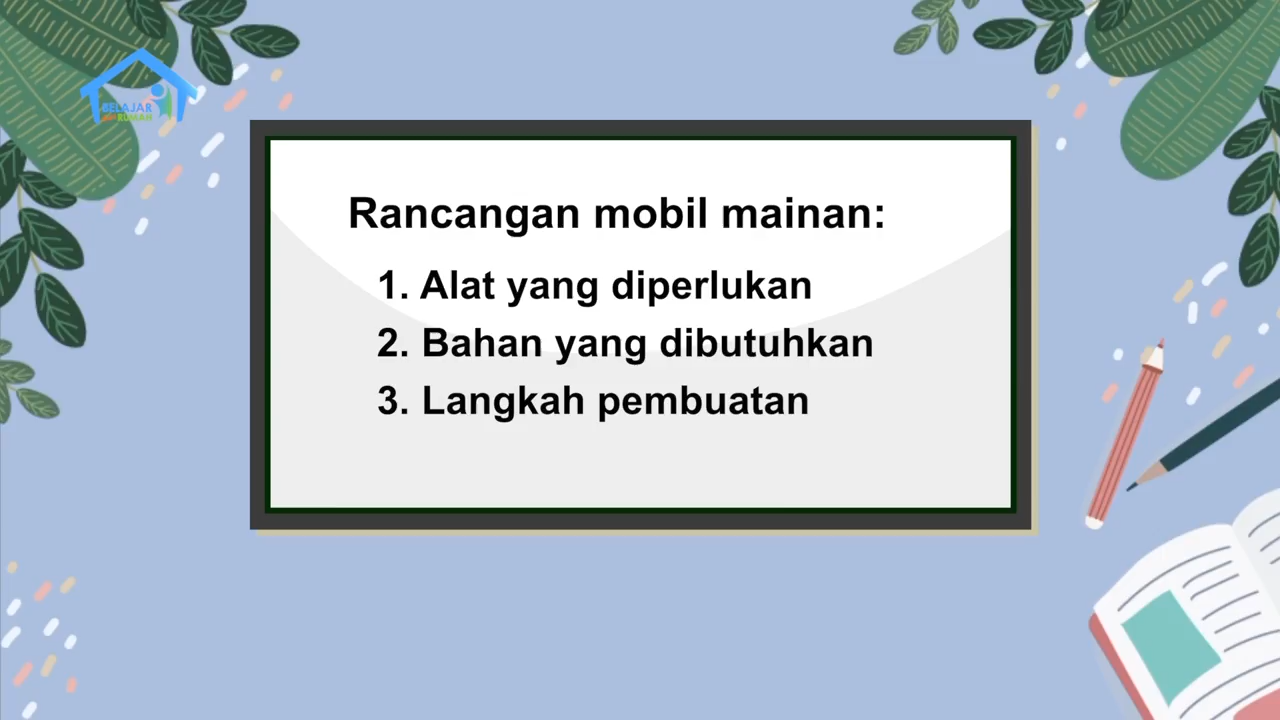 BELAJAR
RUMAH
Rancangan mobil mainan:
1. Alat yang diperlukan
2. Bahan yang dibutuhkan
3. Langkah pembuatan